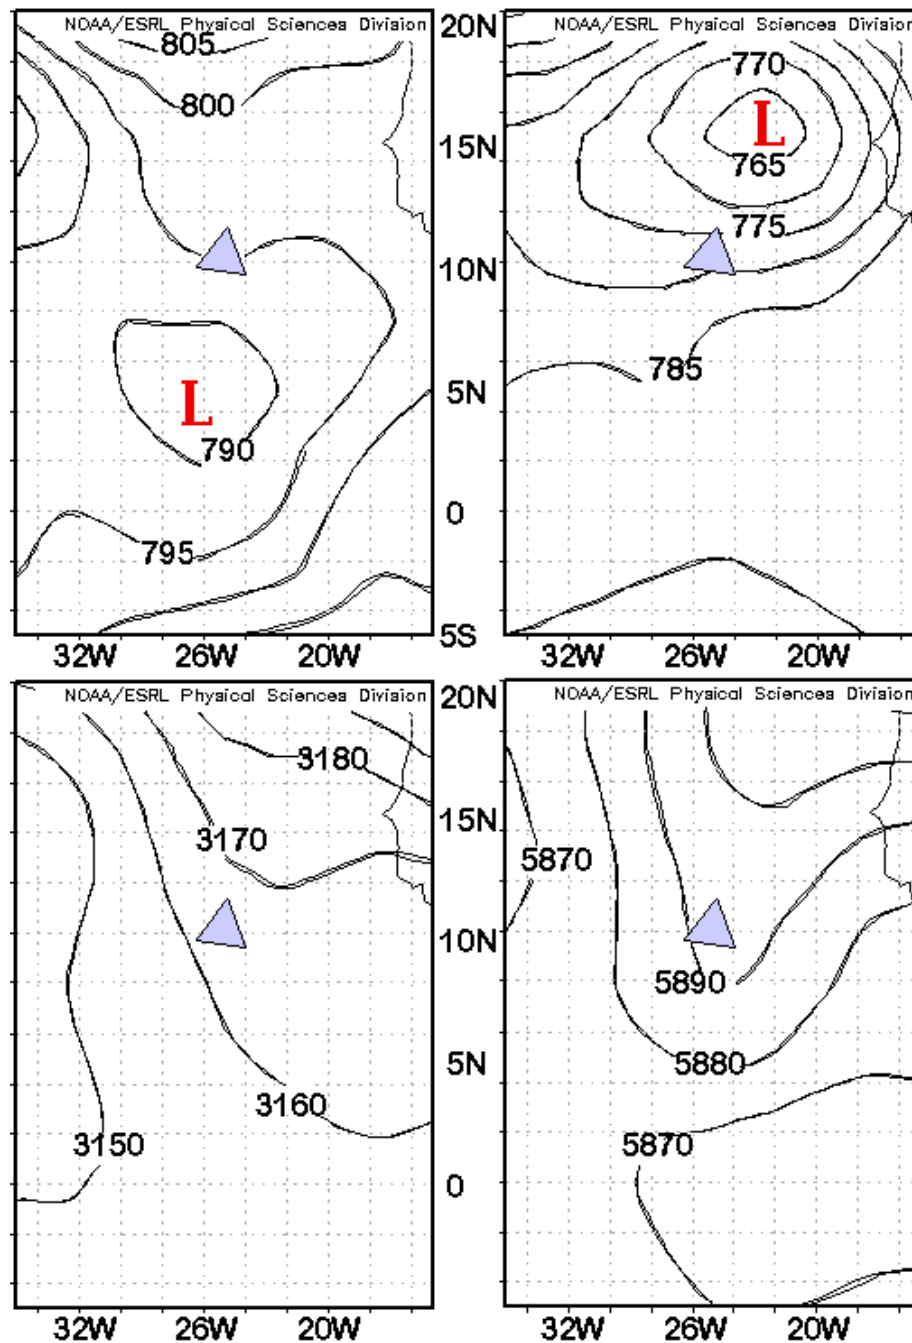 NOAA/ESRL Physical Sciences Division
805
800
L
790
795
20N
15N
10N
5N
0
5S
NOAA/ESRL Physical Sciences Division
770
L
765
775
785
32W 26W 20W
32W 26W 20W
NOAA/ESRL Physical Sciences Division
3180
3170
3160
3150
20N
15N
10N
5N
0
NOAA/ESRL Physical Sciences Division
5870
5890
5880
5870
32W 26W 20W
32W 26W 20W